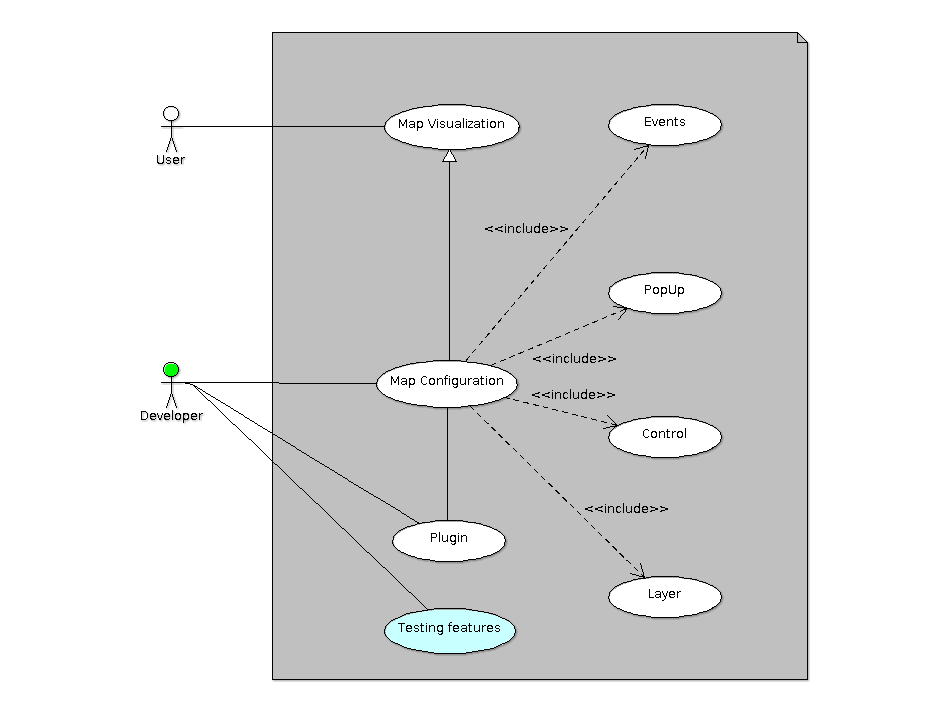 Map Visualization
Events
User
<<include>>
PopUp
<<include>>
Map Configuration
<<include>>
Developer
Control
<<include>>
Plugin
Layer
Testing features